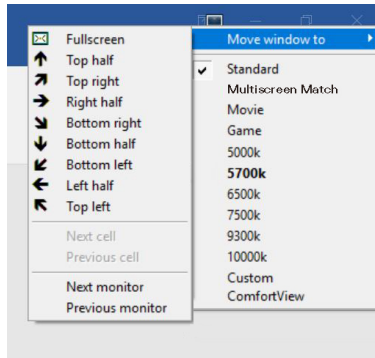 Fullscreen
Top half
Top right
Right half
Bottom right
Bottom half
Bottom left
Left half
Top left
Next cell
Previous cell
Next monitor
Previous monitor
Move window to
Standard
Multiscreen Match
Movie
Game
5000k
5700k
6500k
7500k
9300k
10000k
Custom
ComfortView